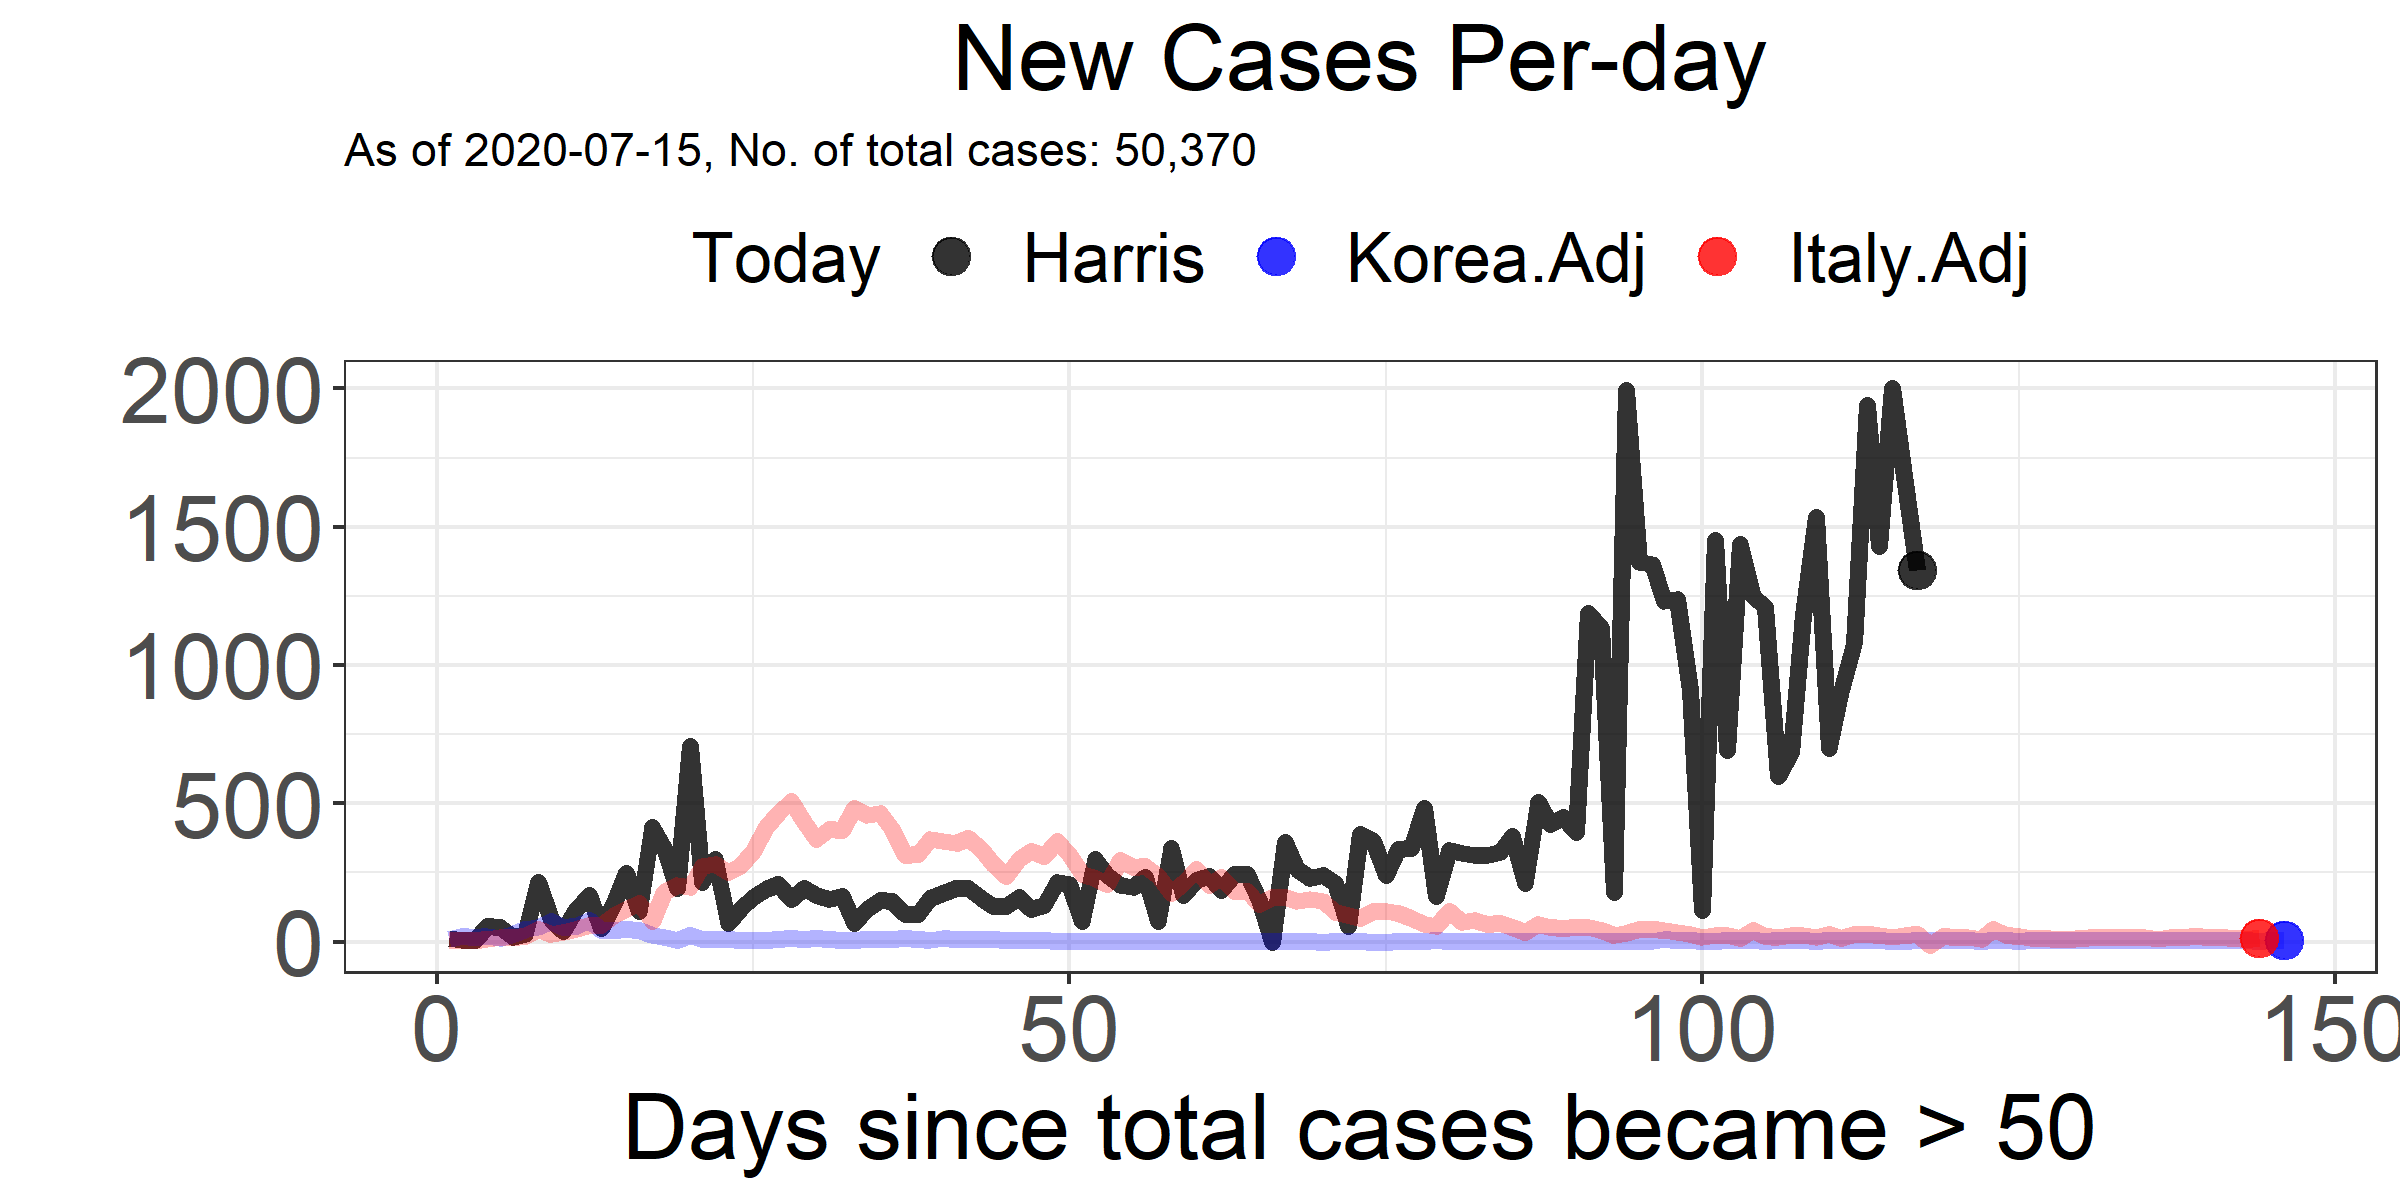 New Cases Per-day
As of 2020-07-15, No. of total cases: 50,370
Today Harris Korea.Adj Italy.Adj
2000
1500
1000
500
0
0 50 100 150
Days since total cases became > 50